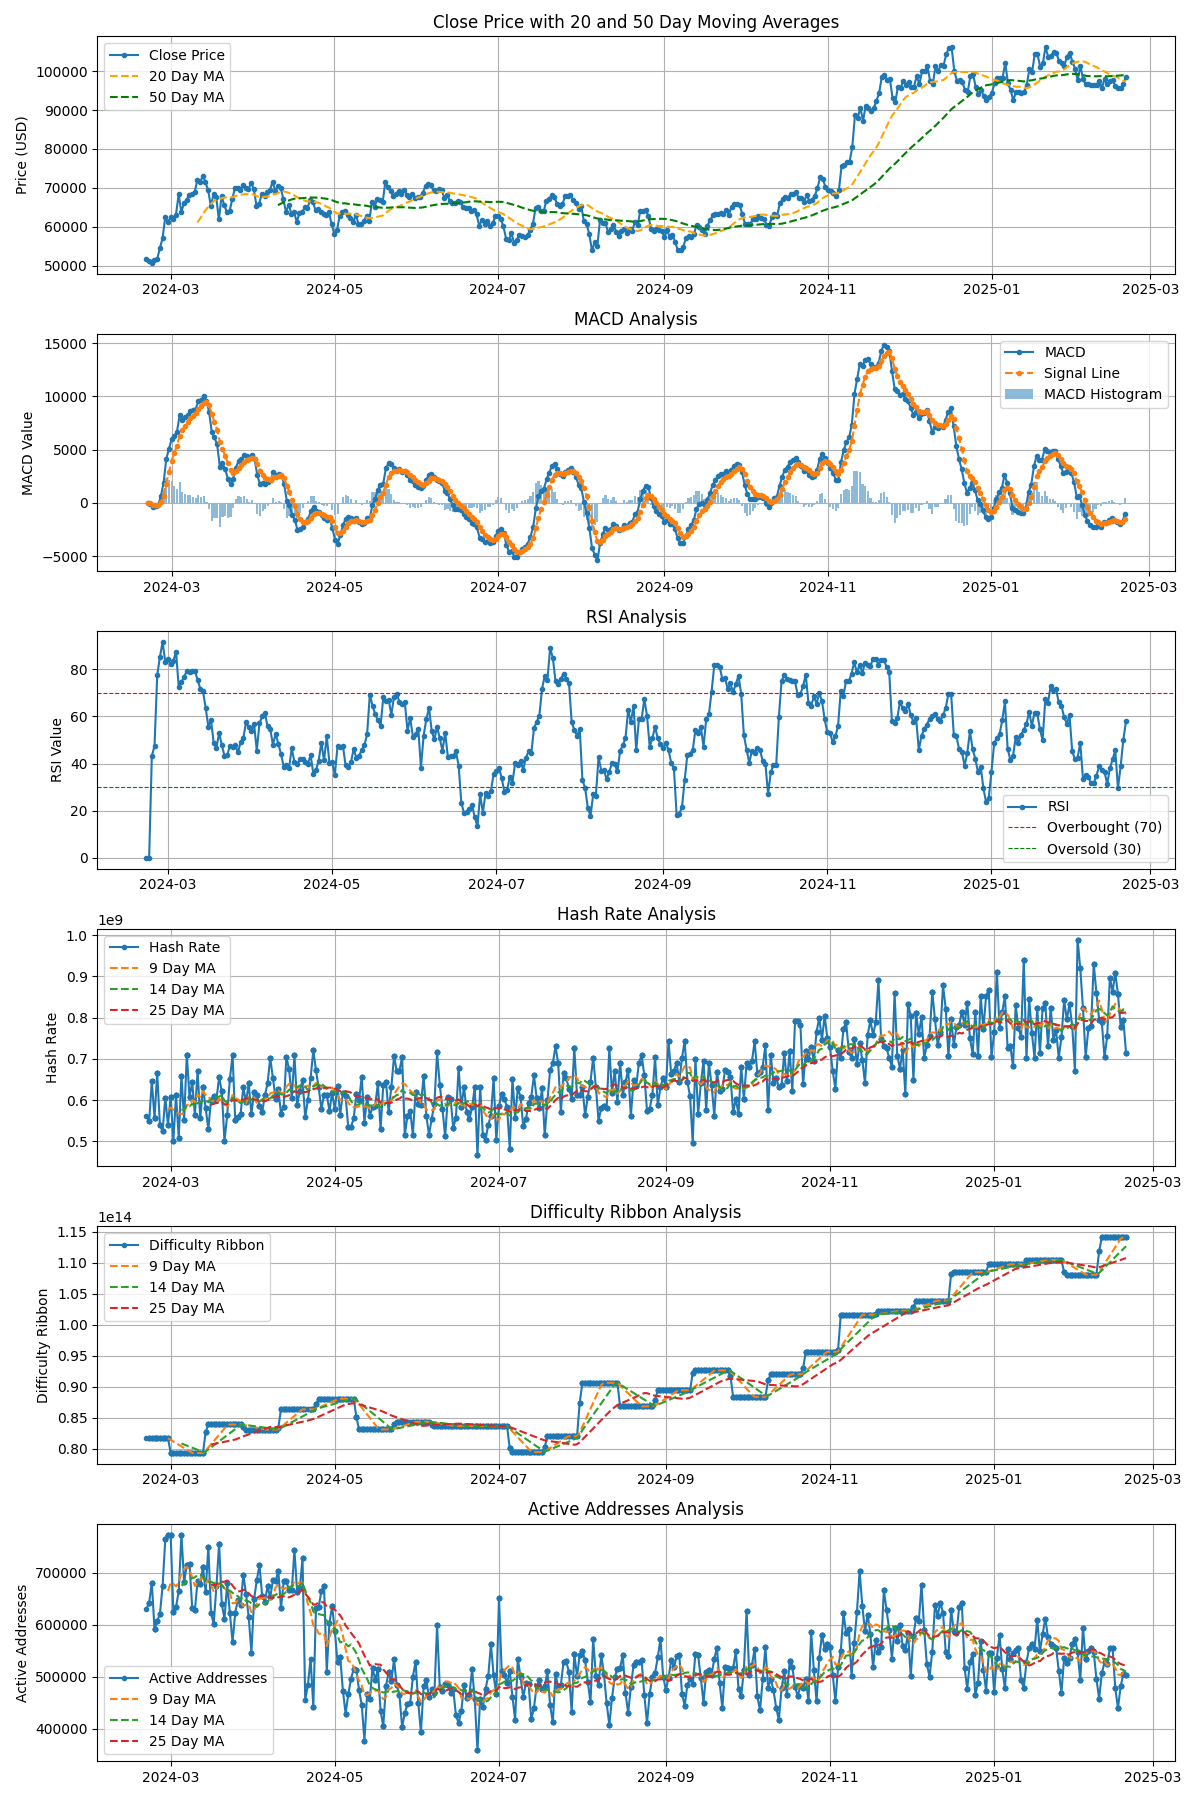 Close Price with 20 and 50 Day Moving Averages
Close Price
20 Day MA
50 Day MA
Price (USD)
100000
90000
80000
70000
60000
50000
2024-03 2024-05 2024-07 2024-09 2024-11 2025-01 2025-03
MACD Analysis
MACD
Signal Line
MACD Histogram
MACD Value
15000
10000
5000
0
−5000
2024-03 2024-05 2024-07 2024-09 2024-11 2025-01 2025-03
RSI Analysis
RSI Value
80
60
40
20
0
RSI
Overbought (70)
Oversold (30)
2024-03 2024-05 2024-07 2024-09 2024-11 2025-01 2025-03
Hash Rate Analysis
1e9
Hash Rate
9 Day MA
14 Day MA
25 Day MA
Hash Rate
1.0
0.9
0.8
0.7
0.6
0.5
2024-03 2024-05 2024-07 2024-09 2024-11 2025-01 2025-03
Difficulty Ribbon Analysis
1e14
Difficulty Ribbon
9 Day MA
14 Day MA
25 Day MA
Difficulty Ribbon
1.15
1.10
1.05
1.00
0.95
0.90
0.85
0.80
2024-03 2024-05 2024-07 2024-09 2024-11 2025-01 2025-03
Active Addresses Analysis
Active Addresses
700000
600000
500000
400000
Active Addresses
9 Day MA
14 Day MA
25 Day MA
2024-03 2024-05 2024-07 2024-09 2024-11 2025-01 2025-03